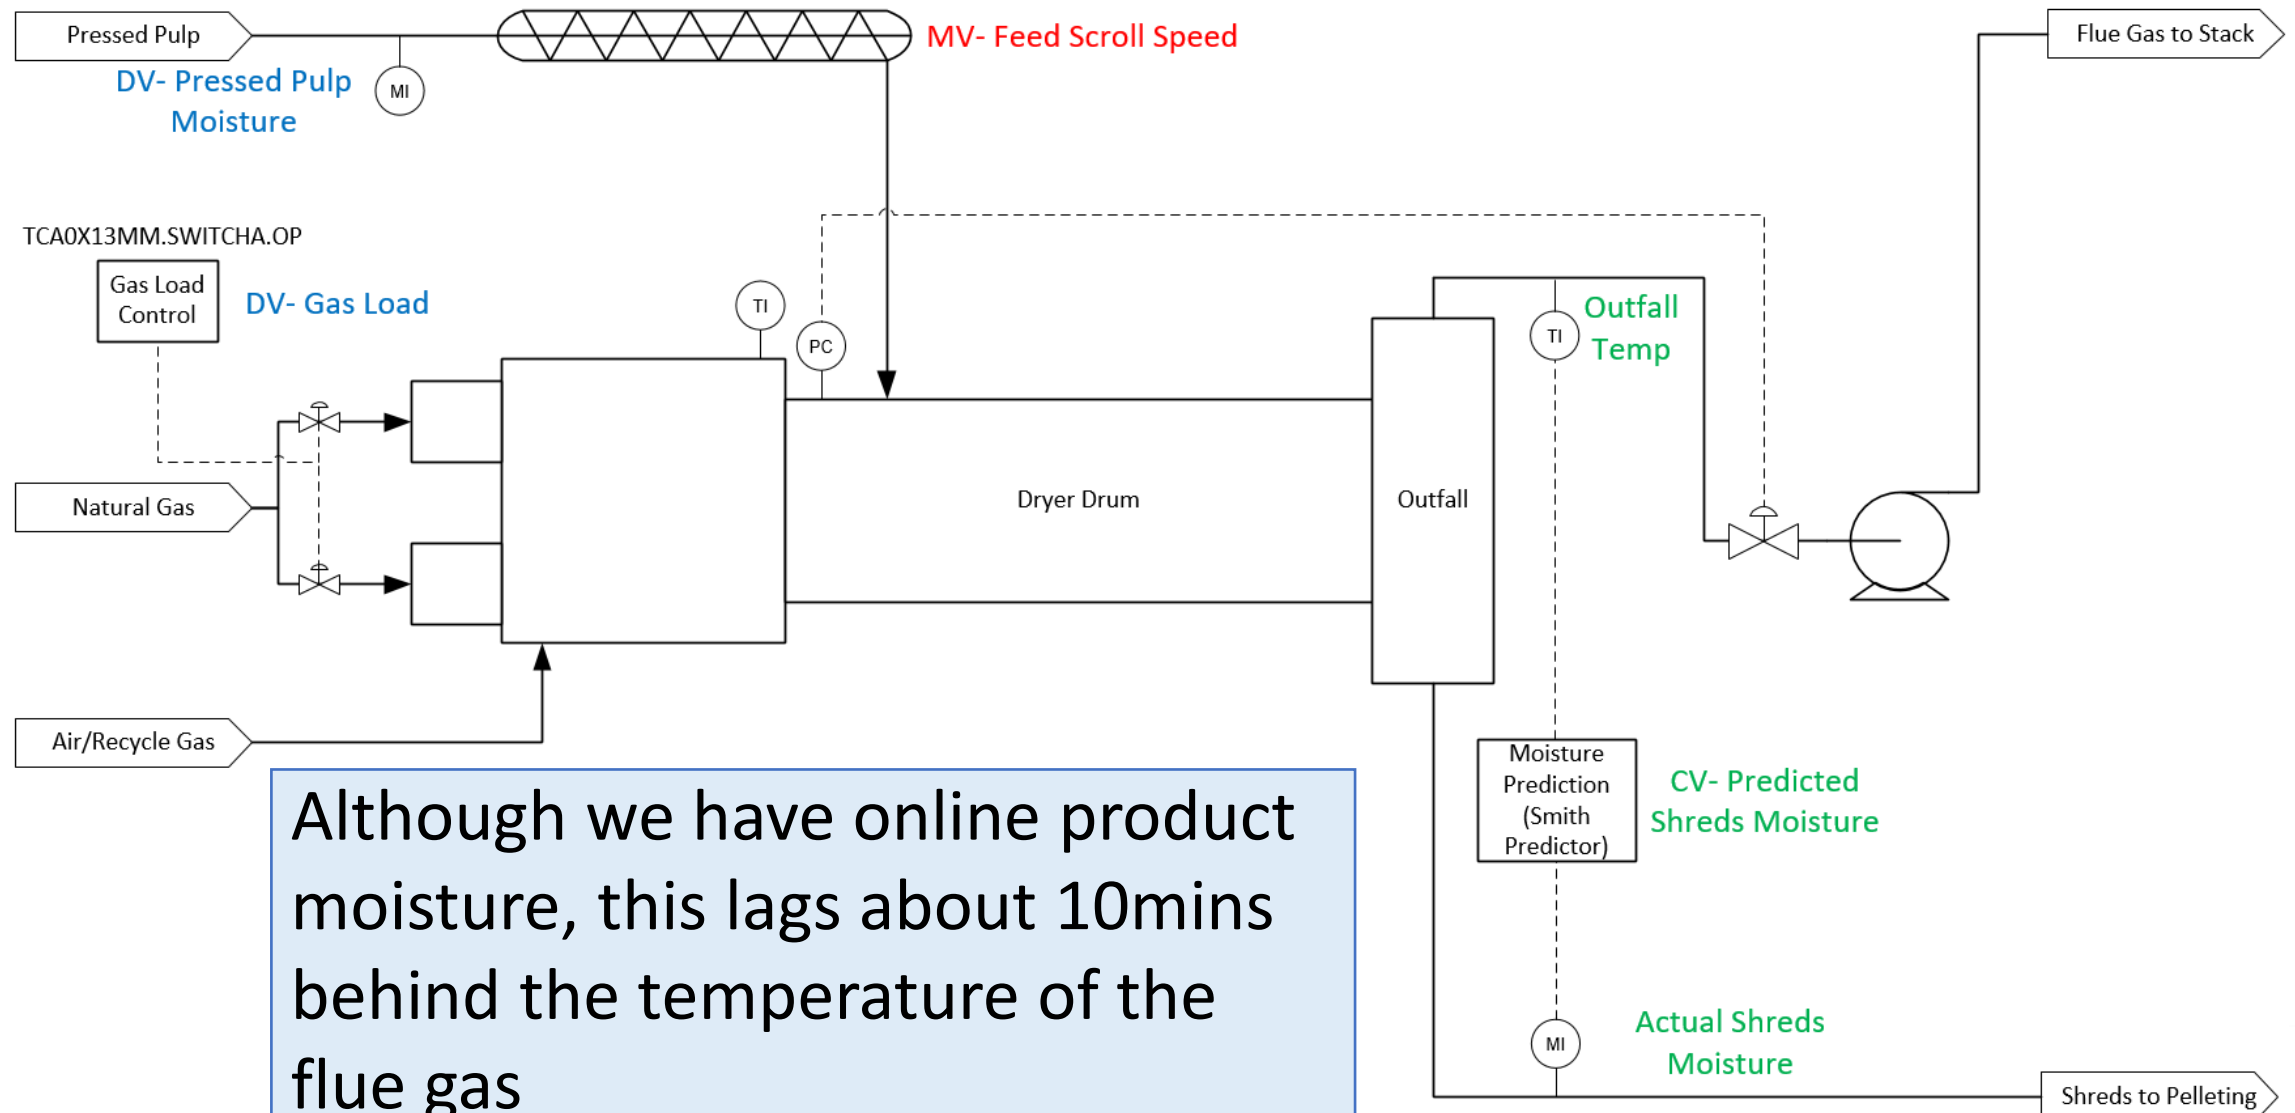 Pressed Pulp
MV- Feed Scroll Speed
Flue Gas to Stack
DV- Pressed Pulp
Moisture
MI
TCA0X13MM.SWITCHA.OP
Gas Load
Control
DV- Gas Load
TI
PC
TI
Outfall
Temp
Natural Gas
Dryer Drum
Outfall
Air/Recycle Gas
Moisture
Prediction
(Smith
Predictor)
CV- Predicted
Shreds Moisture
Although we have online product
moisture, this lags about 10mins
behind the temperature of the
flue gas
MI
Actual Shreds
Moisture
Shreds to Pelleting